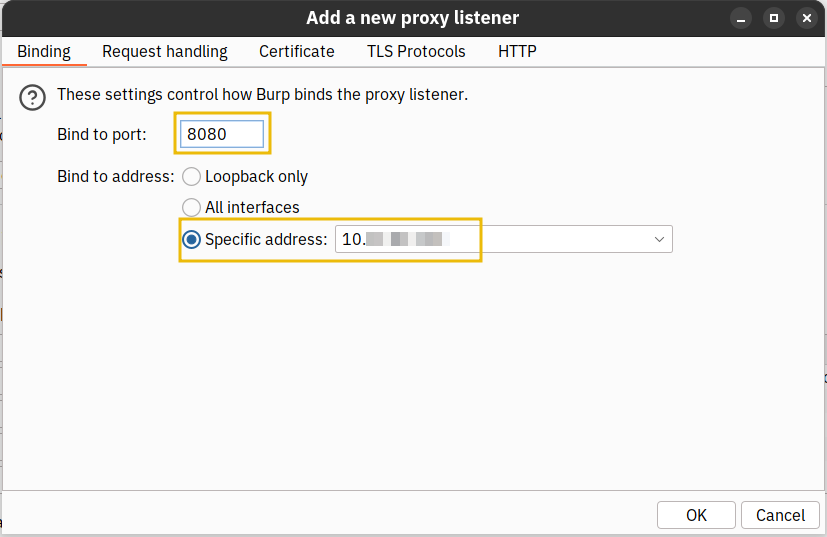 Add a new proxy listener
Binding Request handling Certificate TLS Protocols HTTP
These settings control how Burp binds the proxy listener.
Bind to port: 8080
Bind to address: Loopback only
All interfaces
Specific address: 10.
OK Cancel